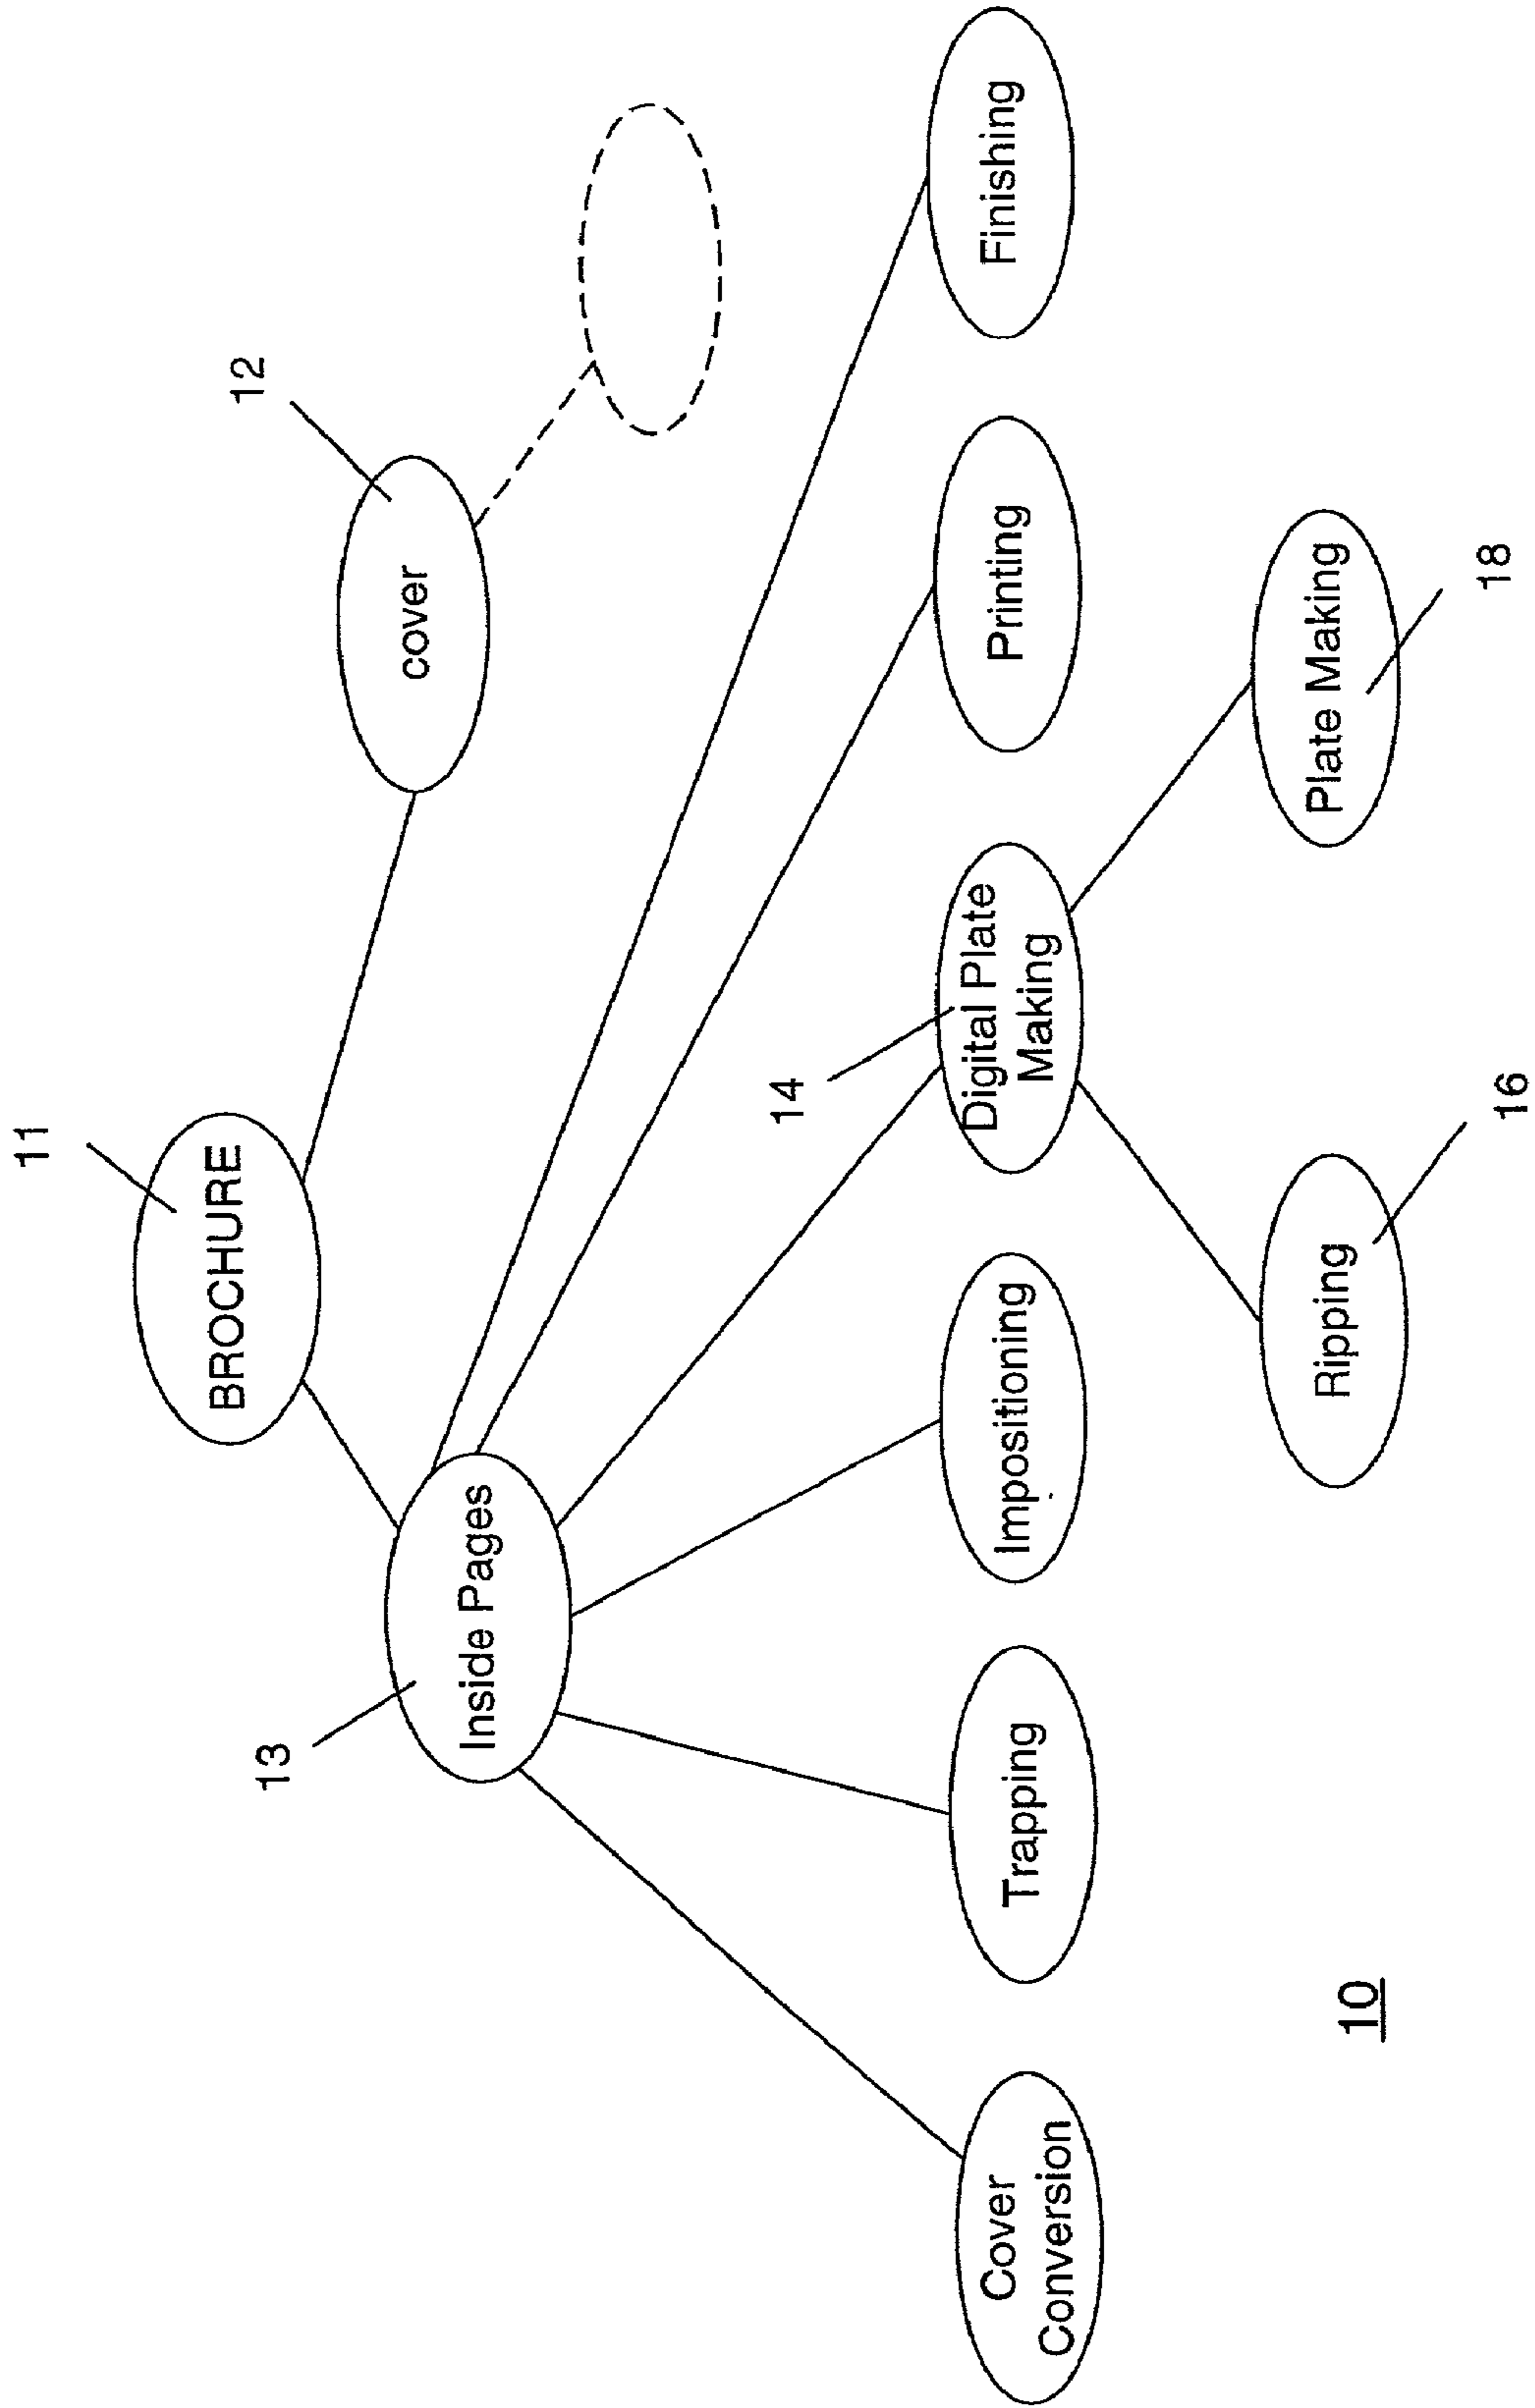 11
BROCHURE
12
cover
13
Inside Pages
14
Cover
Conversion
Trapping
Impositioning
Digital Plate
Making
Printing
Finishing
16
Ripping
Plate Making
18
10